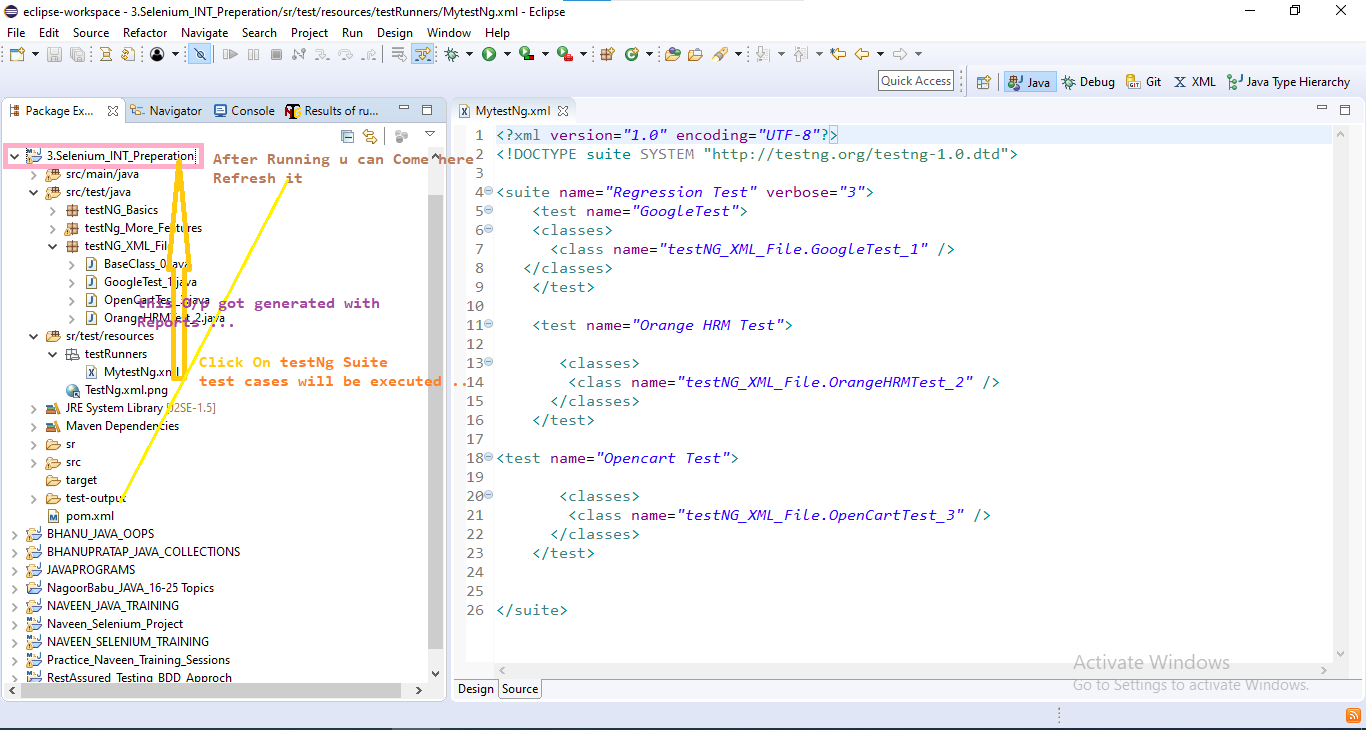 eclipse-workspace - 3.Selenium_INT_Preperation/sr/test/resources/testRunners/MytestNg.xml - Eclipse
File Edit Source Refactor Navigate Search Project Run Design Window Help
Quick Access
Java Debug Git XML Java Type Hierarchy
Package Ex... Navigator Console Results of ru...
3.Selenium_INT_Preperation
After Running u can Come here
Refresh it
src/main/java
src/test/java
testNG_Basics
testNg_More_Features
testNG_XML_File
BaseClass_0.java
GoogleTest_1.java
OpenCartTest_3.java
OrangeHRMTest_2.java
this O/p got generated with
Reports ...
sr/test/resources
testRunners
MytestNg.xml
Click On testNg Suite
test cases will be executed ..
TestNg.xml.png
JRE System Library [J2SE-1.5]
Maven Dependencies
sr
src
target
test-output
pom.xml
BHANU_JAVA_OOPS
BHANUPRATAP_JAVA_COLLECTIONS
JAVAPROGRAMS
NagoorBabu_JAVA_16-25 Topics
NAVEEN_JAVA_TRAINING
Naveen_Selenium_Project
NAVEEN_SELENIUM_TRAINING
Practice_Naveen_Training_Sessions
RestAssured_Testing_BDD_Approch
MytestNg.xml
1 <?xml version="1.0" encoding="UTF-8"?>
2 <!DOCTYPE suite SYSTEM "http://testng.org/testng-1.0.dtd">
3
4 <suite name="Regression Test" verbose="3">
5 <test name="GoogleTest">
6 <classes>
7 <class name="testNG_XML_File.GoogleTest_1" />
8 </classes>
9 </test>
10
11 <test name="Orange HRM Test">
12
13 <classes>
14 <class name="testNG_XML_File.OrangeHRMTest_2" />
15 </classes>
16 </test>
17
18 <test name="Opencart Test">
19
20 <classes>
21 <class name="testNG_XML_File.OpenCartTest_3" />
22 </classes>
23 </test>
24
25
26 </suite>
Activate Windows
Go to Settings to activate Windows.
Design Source